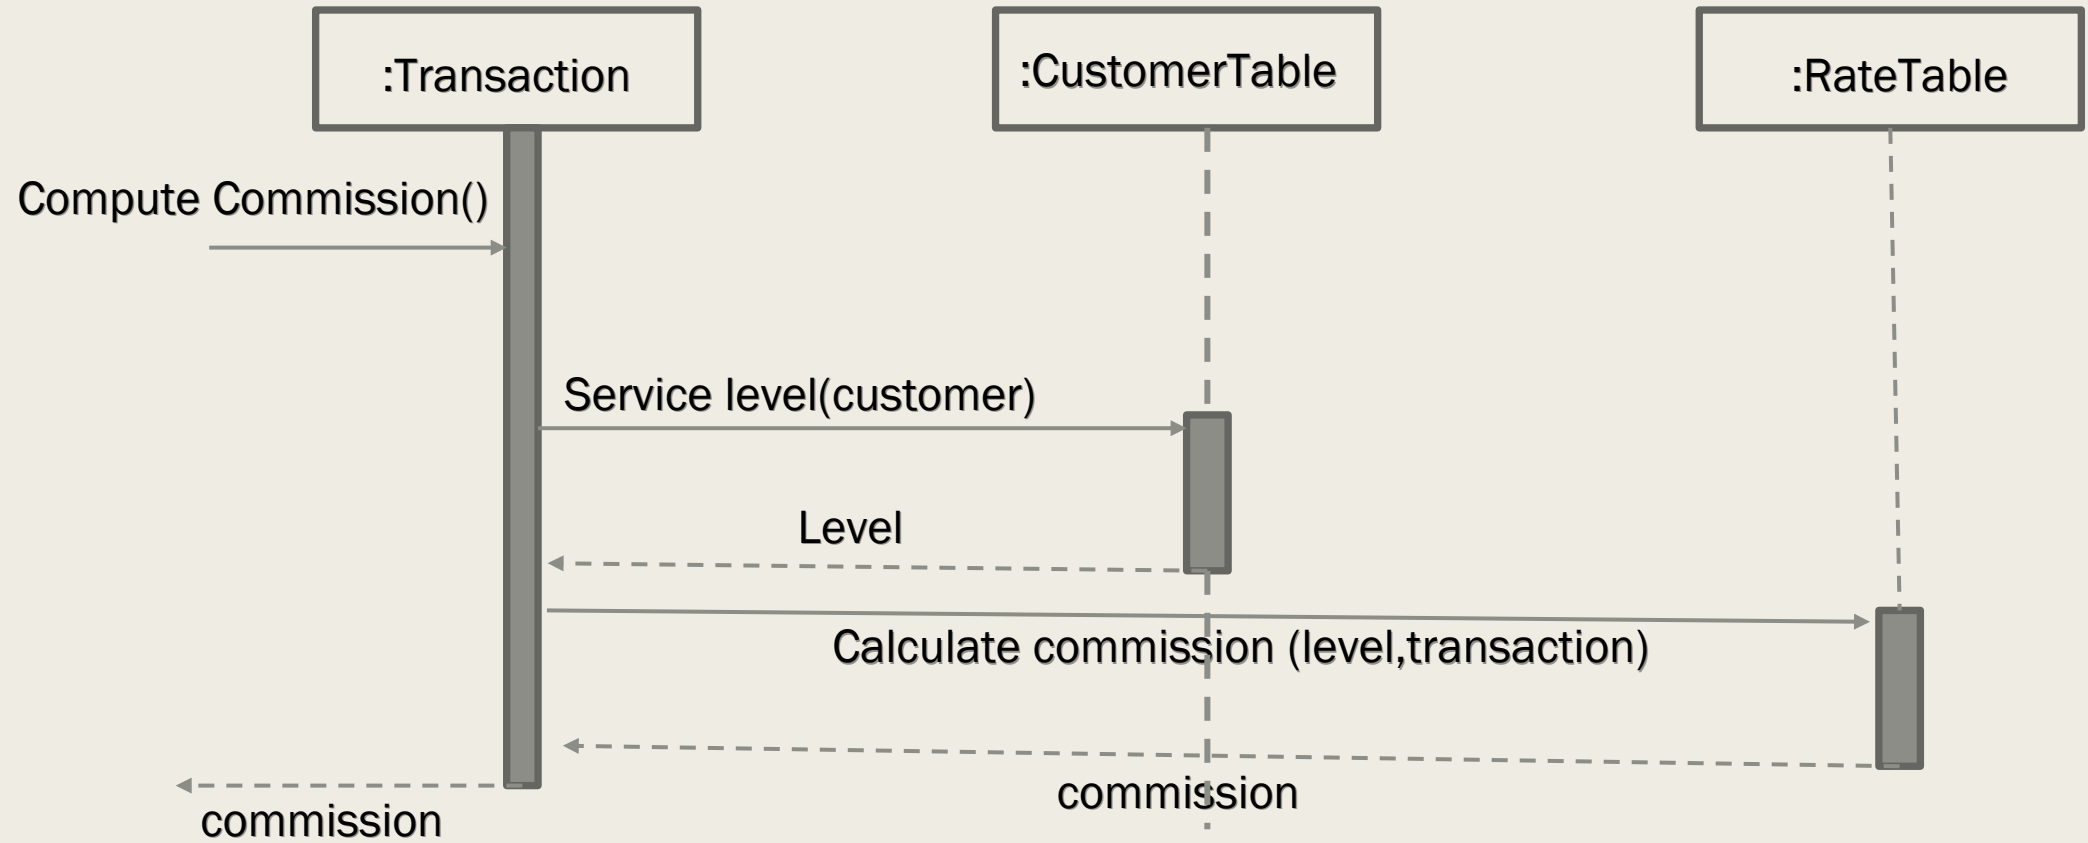 :Transaction
:CustomerTable
:RateTable
Compute Commission()
Service level(customer)
Level
Calculate commission (level,transaction)
commission
commission